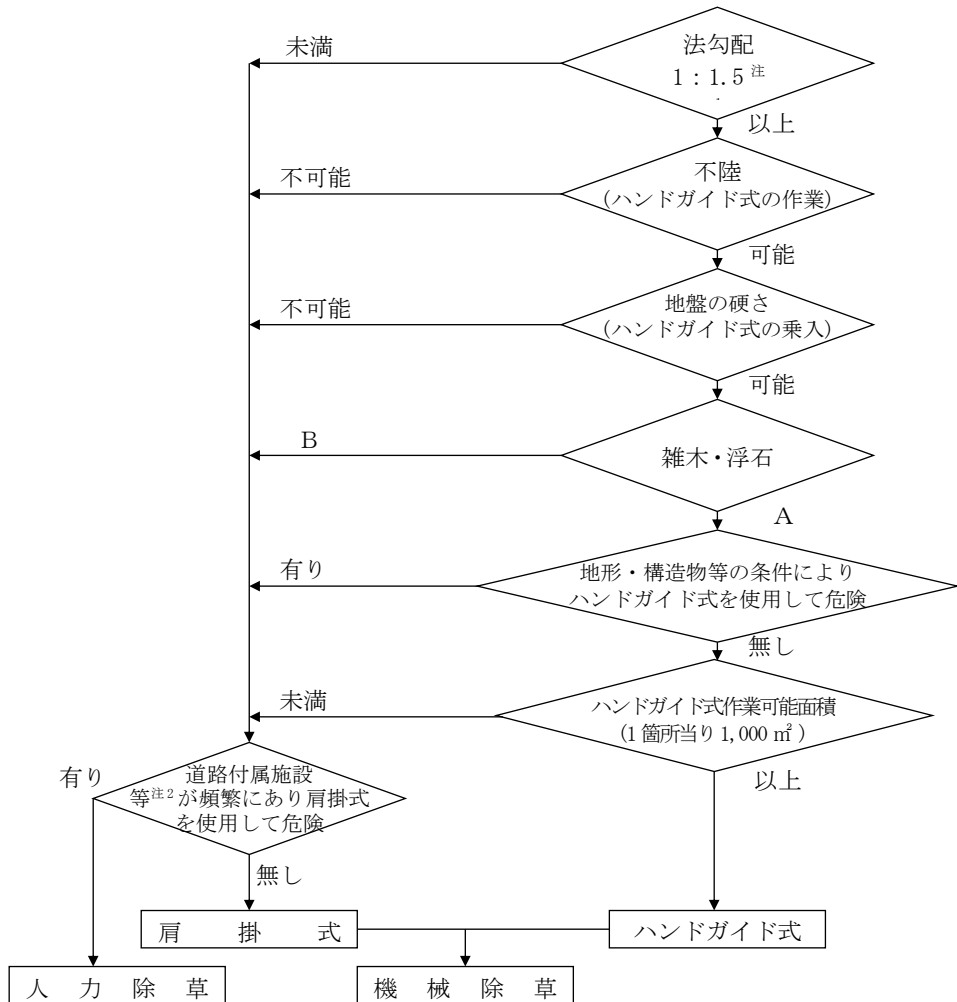 法勾配
未満
1:1.5 注
以上
不陸
不可能
(ハンドガイド式の作業)
可能
地盤の硬さ
不可能
(ハンドガイド式の乗入)
可能
B
雑木・浮石
A
有り
地形・構造物等の条件により
ハンドガイド式を使用して危険
無し
未満
ハンドガイド式作業可能面積
(1箇所当り1,000㎡)
有り
道路付属施設
等注2が頻繁にあり肩掛式
を使用して危険
以上
無し
肩 掛 式
ハンドガイド式
人 力 除 草
機 械 除 草